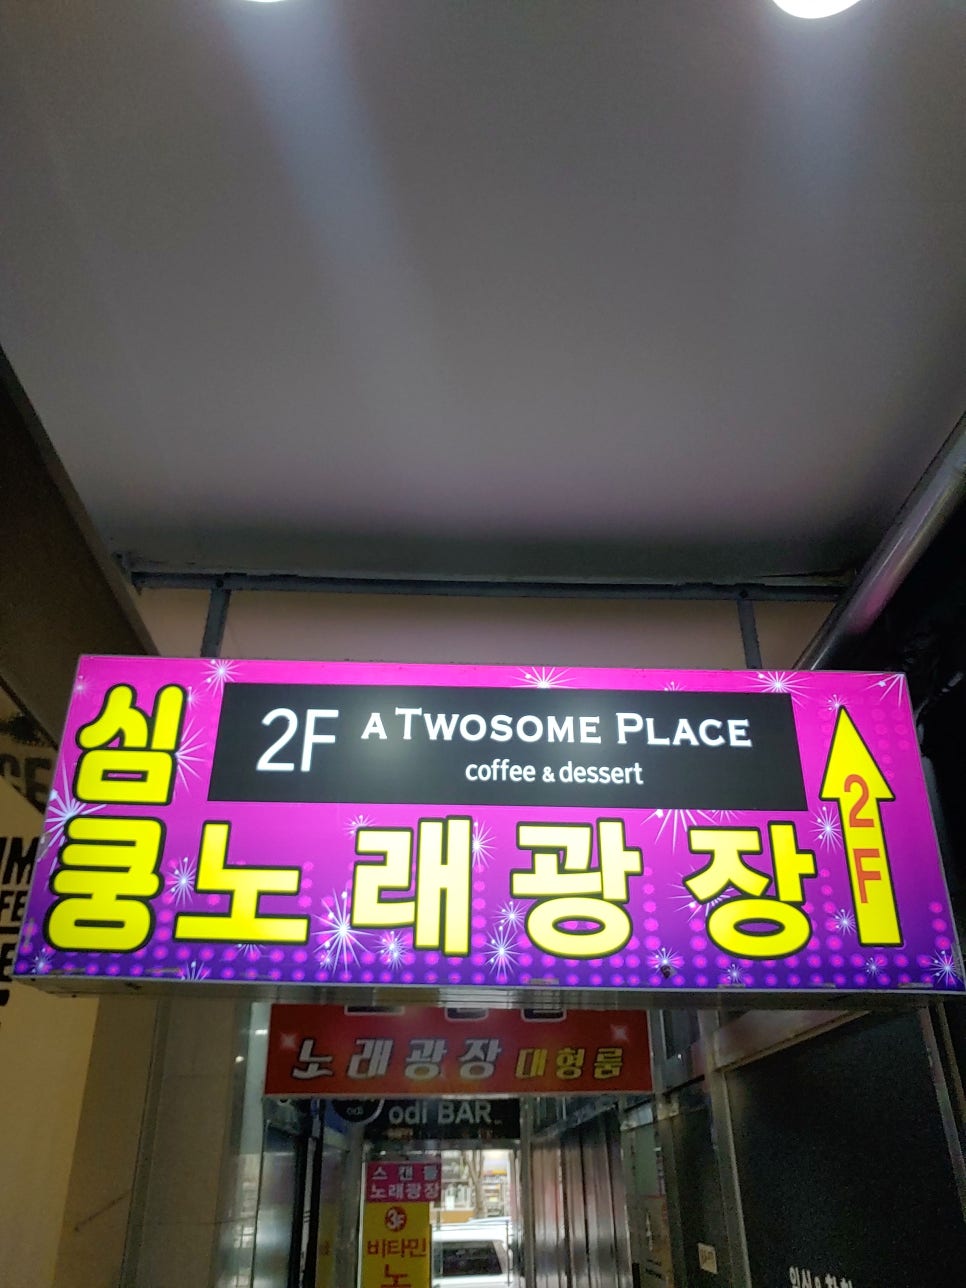 심쿵노래광장
2F A TWOSOME PLACE
coffee & dessert
2F
노래광장 대형룸
odi BAR
odi
스캔들
노래광장
3F
비타민
노